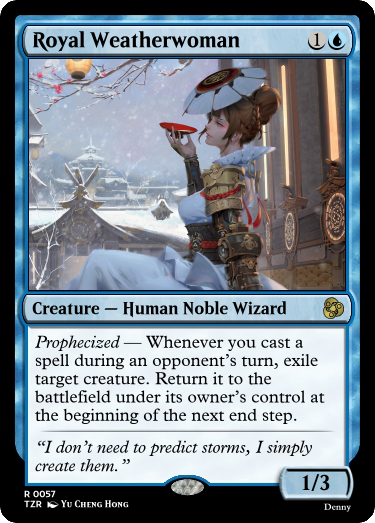 Royal Weatherwoman 1
Creature — Human Noble Wizard
Prophecized — Whenever you cast a
spell during an opponent's turn, exile
target creature. Return it to the
battlefield under its owner's control at
the beginning of the next end step.
“I don't need to predict storms, I simply
create them.”
1/3
R 0057
TZR Yu Cheng Hong
Denny